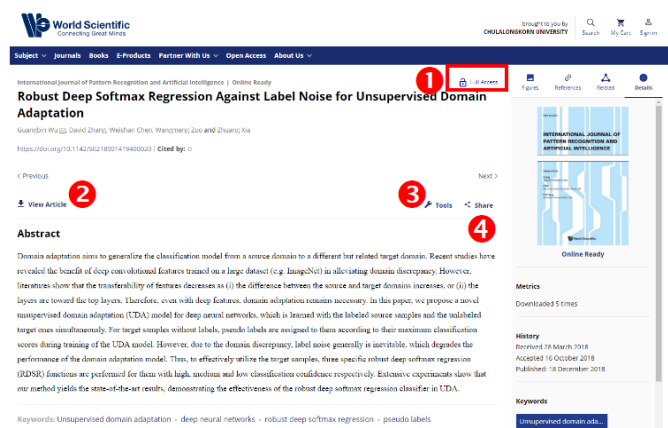 World Scientific
Connecting Great Minds
Brought to you by
CHULALONGKORN UNIVERSITY
Search
My Cart
Sign in
Subject
Journals
Books
E-Products
Partner With Us
Open Access
About Us
International Journal of Pattern Recognition and Artificial Intelligence | Online Ready
1
Full Access
Robust Deep Softmax Regression Against Label Noise for Unsupervised Domain
Adaptation
Guangbin Wu, David Zhang, Weishan Chen, Wangmeng Zuo and Zhuang Xia
https://doi.org/10.1142/S0218001419400020 | Cited by: 0
< Previous
Next >
2
View Article
3
Tools
Share
4
Abstract
Domain adaptation aims to generalize the classification model from a source domain to a different but related target domain. Recent studies have
revealed the benefit of deep convolutional features trained on a large dataset (e.g. ImageNet) in alleviating domain discrepancy. However,
literatures show that the transferability of features decreases as (i) the difference between the source and target domains increases, or (ii) the
layers are toward the top layers. Therefore, even with deep features, domain adaptation remains necessary. In this paper, we propose a novel
unsupervised domain adaptation (UDA) model for deep neural networks, which is learned with the labeled source samples and the unlabeled
target ones simultaneously. For target samples without labels, pseudo labels are assigned to them according to their maximum classification
scores during training of the UDA model. However, due to the domain discrepancy, label noise generally is inevitable, which degrades the
performance of the domain adaptation model. Thus, to effectively utilize the target samples, three specific robust deep softmax regression
(RDSR) functions are performed for them with high, medium and low classification confidence respectively. Extensive experiments show that
our method yields the state-of-the-art results, demonstrating the effectiveness of the robust deep softmax regression classifier in UDA.
Keywords: Unsupervised domain adaptation - deep neural networks - robust deep softmax regression - pseudo labels
Figures
References
Related
Details
INTERNATIONAL JOURNAL OF
PATTERN RECOGNITION AND
ARTIFICIAL INTELLIGENCE
World Scientific
Online Ready
Metrics
Downloaded 5 times
History
Received 28 March 2018
Accepted 16 October 2018
Published: 18 December 2018
Keywords
Unsupervised domain ada...